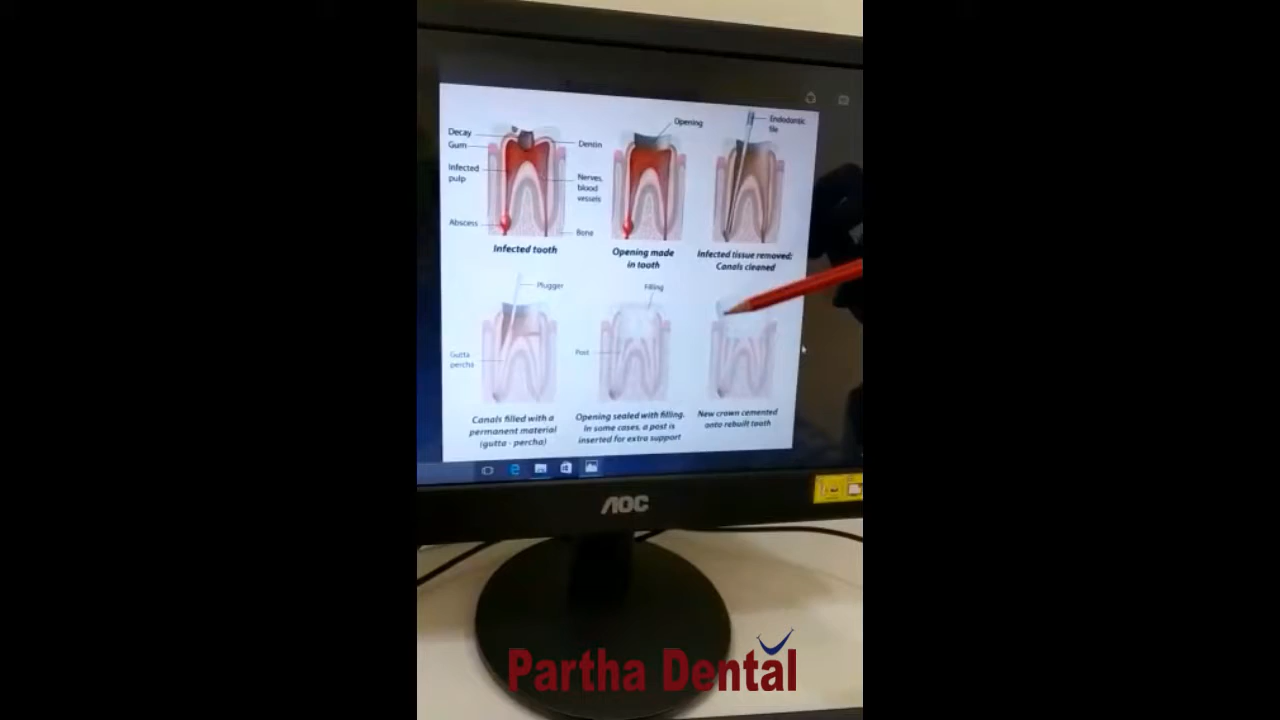 Decay
Gum
Infected
pulp
Abscess
Dentin
Nerves,
blood
vessels
Bone
Infected tooth
Opening
Opening made
in tooth
Endodontic
file
Infected tissue removed;
Canals cleaned
Plugger
Gutta
percha
Canals filled with a
permanent material
(gutta - percha)
Filling
Post
Opening sealed with filling.
In some cases, a post is
inserted for extra support
New crown cemented
onto rebuilt tooth
AOC
Partha Dental